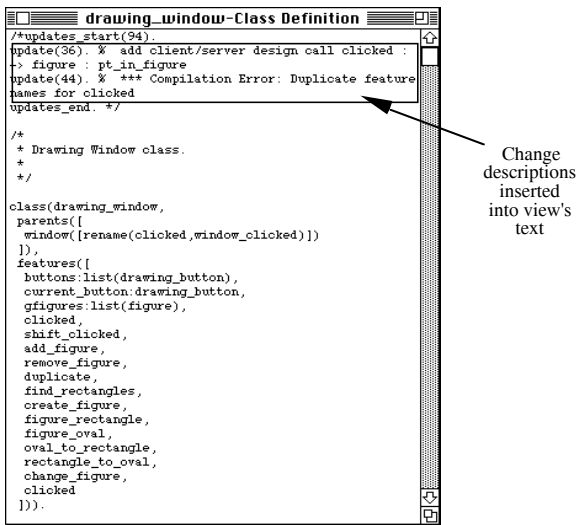 drawing_window-Class Definition
/*updates_start(94).
update(36). %  add client/server design call clicked :
-> figure : pt_in_figure
update(44). %  *** Compilation Error: Duplicate feature
names for clicked
updates_end. */
/*
 * Drawing Window class.
 *
 */
class(drawing_window,
 parents([
  window([rename(clicked,window_clicked)])
 ]),
 features([
  buttons:list(drawing_button),
  current_button:drawing_button,
  gfigures:list(figure),
  clicked,
  shift_clicked,
  add_figure,
  remove_figure,
  duplicate,
  find_rectangles,
  create_figure,
  figure_rectangle,
  figure_oval,
  oval_to_rectangle,
  rectangle_to_oval,
  change_figure,
  clicked
 ])).
Change
descriptions
inserted
into view's
text